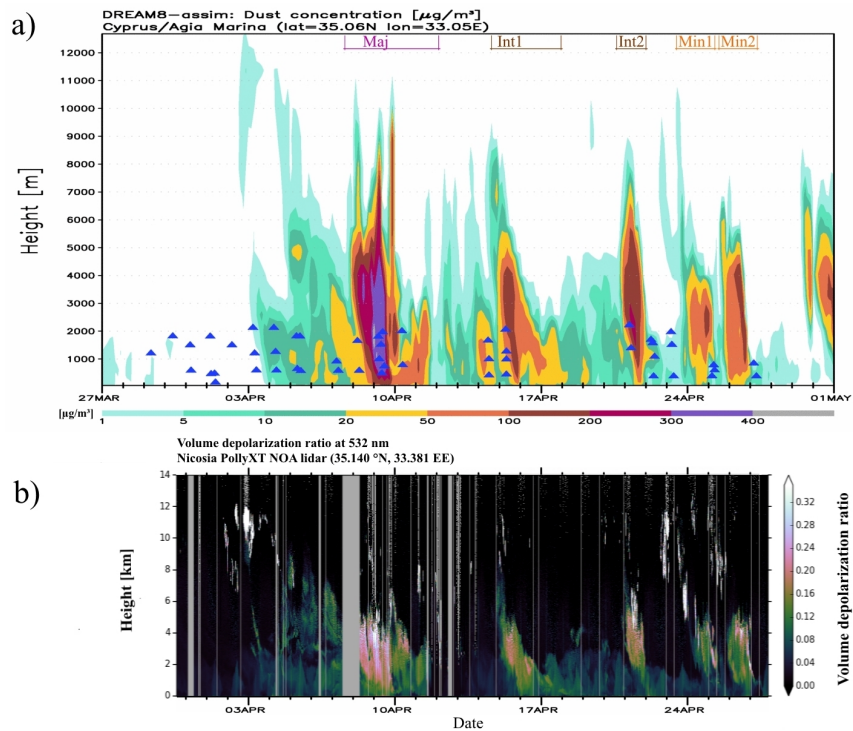 a)
DREAM8-assim: Dust concentration [µg/m³]
Cyprus/Agia Marina (lat=35.06N lon=33.05E)
Maj Int1 Int2 Min1 Min2
Height [m]
12000
11000
10000
9000
8000
7000
6000
5000
4000
3000
2000
1000
27MAR 03APR 10APR 17APR 24APR 01MAY
[µg/m³]
1 5 10 20 50 100 200 300 400
b)
Volume depolarization ratio at 532 nm
Nicosia PollyXT NOA lidar (35.140 °N, 33.381 EE)
Height [km]
14
12
10
8
6
4
2
0
03APR 10APR 17APR 24APR
Date
0.32
0.28
0.24
0.20
0.16
0.12
0.08
0.04
0.00
Volume depolarization ratio